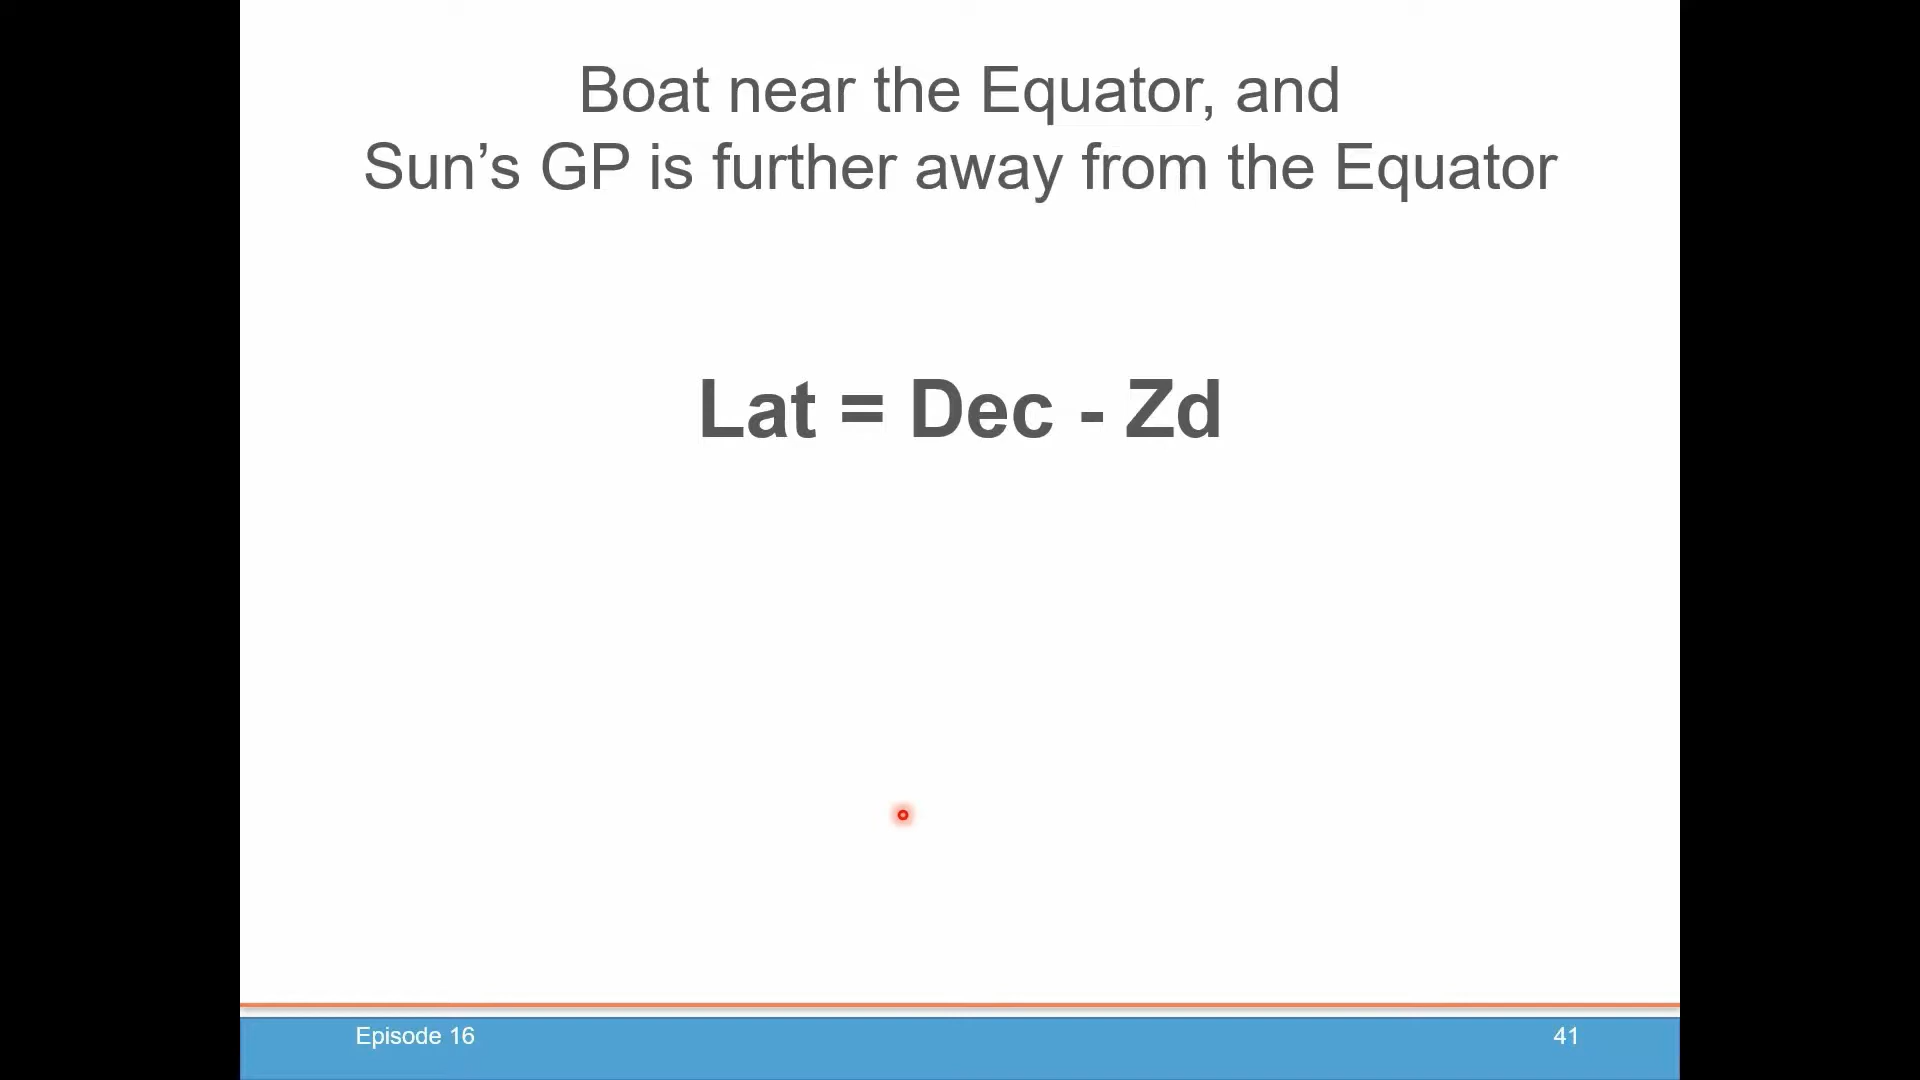 Boat near the Equator, and
Sun’s GP is further away from the Equator
Lat = Dec - Zd
Episode 16
41